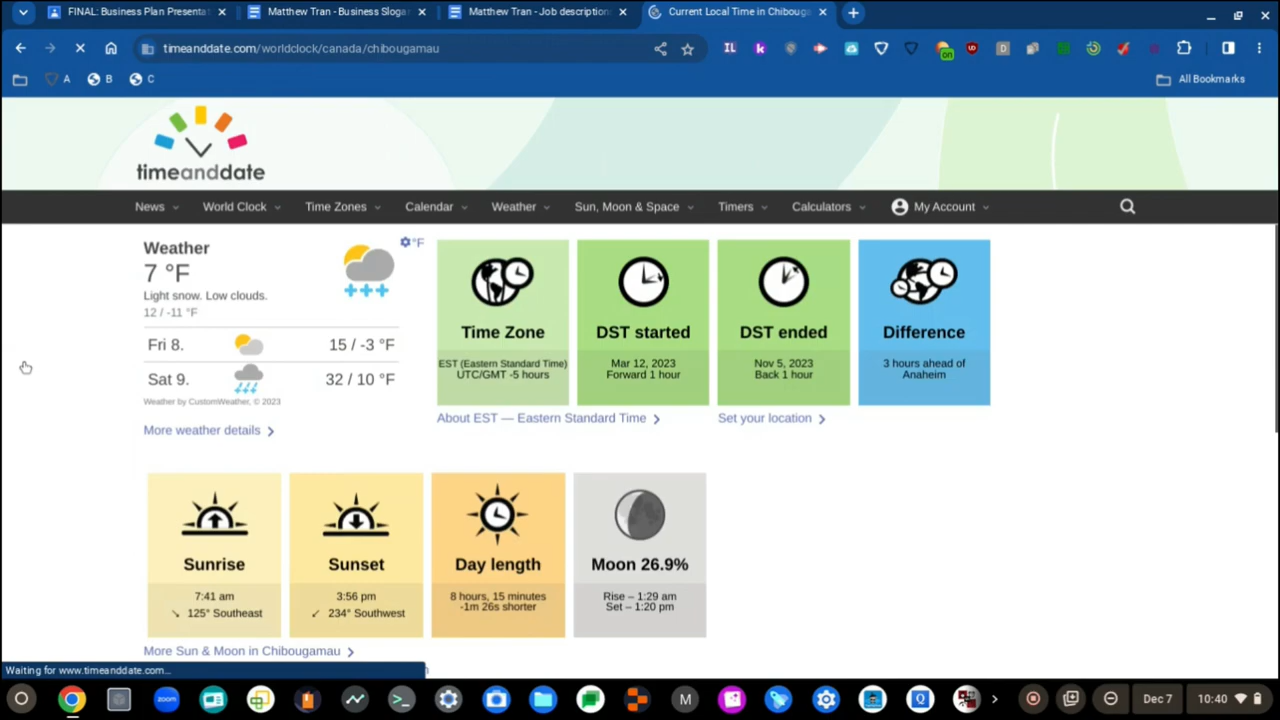 FINAL: Business Plan Presentat
Matthew Tran - Business Sloga
Matthew Tran - Job description
Current Local Time in Chibouga
timeanddate.com/worldclock/canada/chibougamau
IL
k
on
D
A
B
C
All Bookmarks
timeanddate
News
World Clock
Time Zones
Calendar
Weather
Sun, Moon & Space
Timers
Calculators
My Account
Weather
°F
7 °F
Light snow. Low clouds.
12 / -11 °F
Fri 8.
15 / -3 °F
Sat 9.
32 / 10 °F
Weather by CustomWeather, © 2023
More weather details
Time Zone
EST (Eastern Standard Time)
UTC/GMT -5 hours
DST started
Mar 12, 2023
Forward 1 hour
DST ended
Nov 5, 2023
Back 1 hour
Difference
3 hours ahead of
Anaheim
About EST — Eastern Standard Time
Set your location
Sunrise
7:41 am
↘ 125° Southeast
Sunset
3:56 pm
↙ 234° Southwest
Day length
8 hours, 15 minutes
-1m 26s shorter
Moon 26.9%
Rise – 1:29 am
Set – 1:20 pm
More Sun & Moon in Chibougamau
Waiting for www.timeanddate.com...
zoom
M
Q
Dec 7
10:40